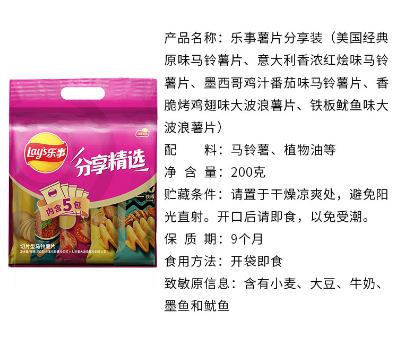 产品名称：乐事薯片分享装（美国经典
原味马铃薯片、意大利香浓红烩味马铃
薯片、墨西哥鸡汁番茄味马铃薯片、香
脆烤鸡翅味大波浪薯片、铁板鱿鱼味大
波浪薯片）
配　　料：马铃薯、植物油等
净 含 量：200克
贮藏条件：请置于干燥凉爽处，避免阳
光直射。开口后请即食，以免受潮。
保 质 期：9个月
食用方法：开袋即食
致敏原信息：含有小麦、大豆、牛奶、
墨鱼和鱿鱼
Lay's乐事
分享精选
内含5包
切片型马铃薯片